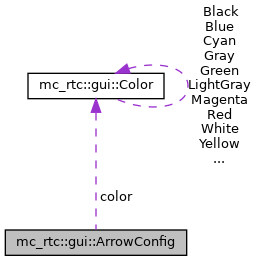 Black
Blue
Cyan
Gray
Green
LightGray
Magenta
Red
White
Yellow
...
mc_rtc::gui::Color
color
mc_rtc::gui::ArrowConfig